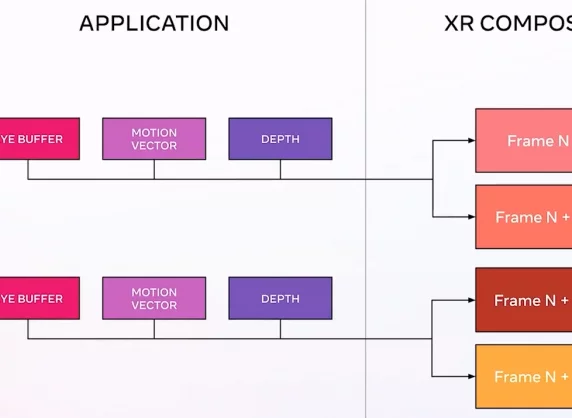 APPLICATION
XR COMPOS
YE BUFFER
MOTION
VECTOR
DEPTH
Frame N
Frame N +
YE BUFFER
MOTION
VECTOR
DEPTH
Frame N +
Frame N +